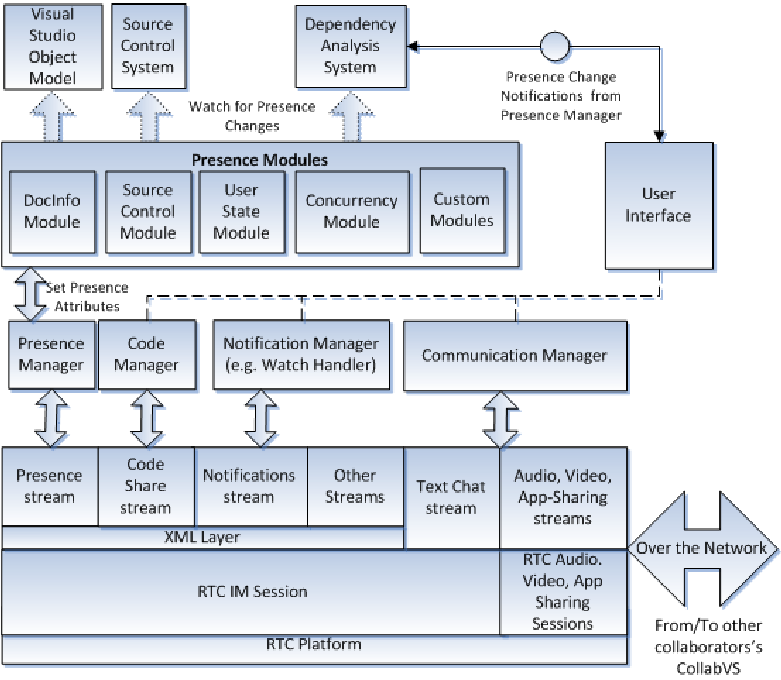 Visual
Studio
Object
Model
Source
Control
System
Dependency
Analysis
System
Presence Change
Notifications from
Presence Manager
Watch for Presence
Changes
Presence Modules
DocInfo
Module
Source
Control
Module
User
State
Module
Concurrency
Module
Custom
Modules
User
Interface
Set Presence
Attributes
Presence
Manager
Code
Manager
Notification Manager
(e.g. Watch Handler)
Communication Manager
Presence
stream
Code
Share
stream
Notifications
stream
Other
Streams
Text Chat
stream
Audio, Video,
App-Sharing
streams
XML Layer
Over the Network
RTC IM Session
RTC Audio.
Video, App
Sharing
Sessions
RTC Platform
From/To other
collaborators's
CollabVS